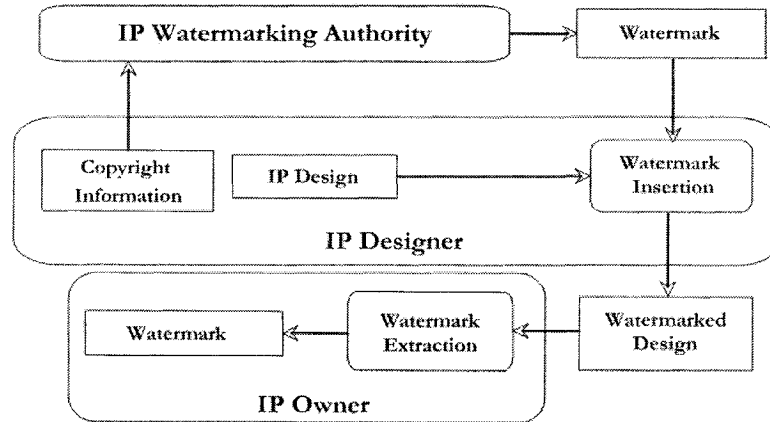 IP Watermarking Authority
Watermark
Copyright
Information
IP Design
Watermark
Insertion
IP Designer
Watermark
Watermark
Extraction
Watermarked
Design
IP Owner